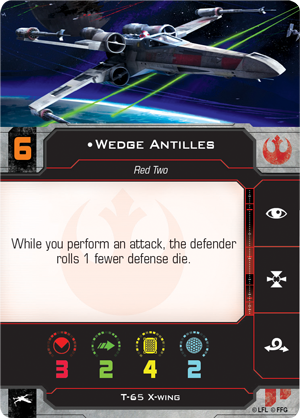 6
•Wedge Antilles
Red Two
While you perform an attack, the defender
rolls 1 fewer defense die.
3 2 4 2
T-65 X-wing
©LFL ©FFG